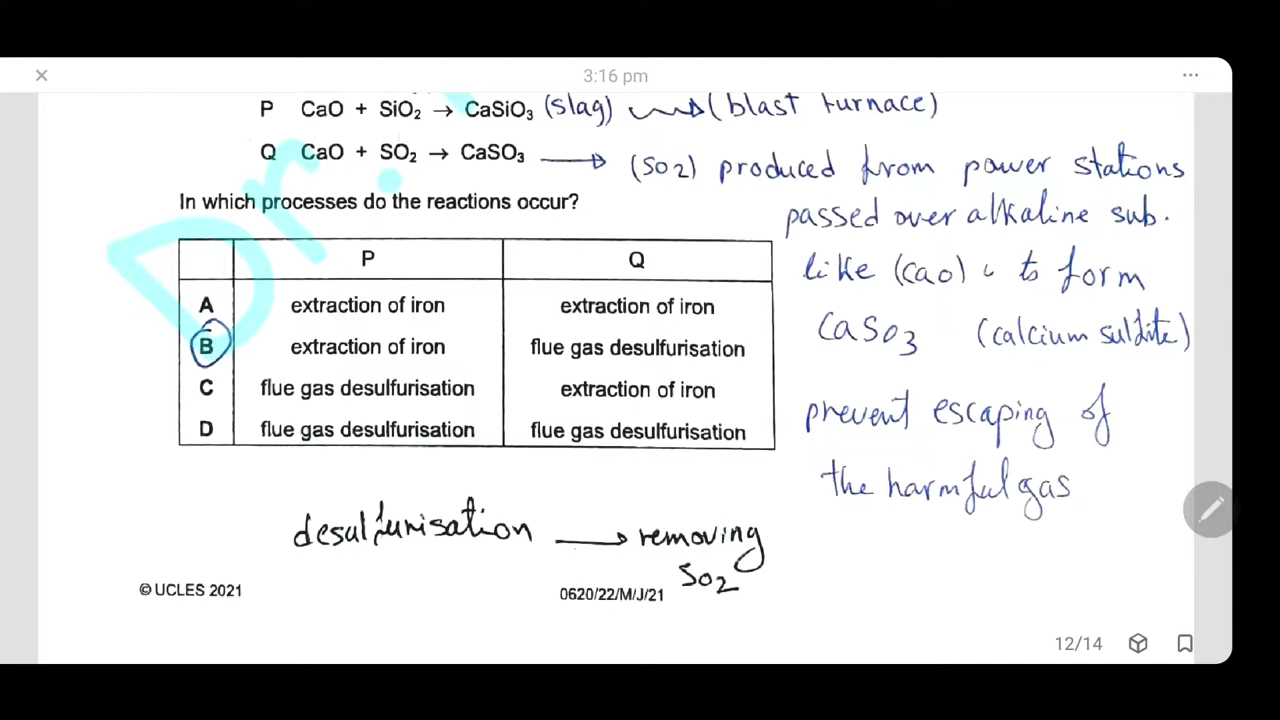 3:16 pm
P CaO + SiO₂ → CaSiO₃ (slag) → (blast furnace)
Q CaO + SO₂ → CaSO₃ → (SO2) produced from power stations
In which processes do the reactions occur?
passed over alkaline sub.
like (CaO) to form
CaSO3 (calcium sulfite)
prevent escaping of
the harmful gas
P Q
A extraction of iron extraction of iron
B extraction of iron flue gas desulfurisation
C flue gas desulfurisation extraction of iron
D flue gas desulfurisation flue gas desulfurisation
desulfurisation → removing
SO2
© UCLES 2021
0620/22/M/J/21
12/14
Dr.